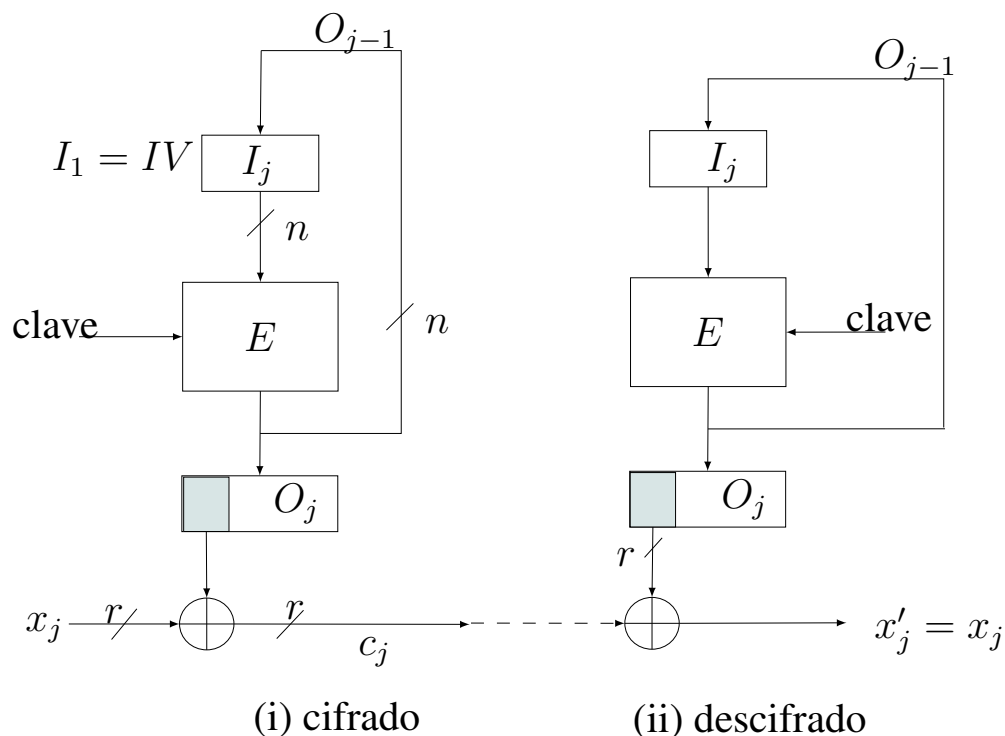 $O_{j-1}$
$O_{j-1}$
$I_1 = IV$
$I_j$
$I_j$
$n$
clave
$E$
$n$
$E$
clave
$O_j$
$O_j$
$r$
$x_j$
$r$
$r$
$c_j$
$x'_j = x_j$
(i) cifrado
(ii) descifrado